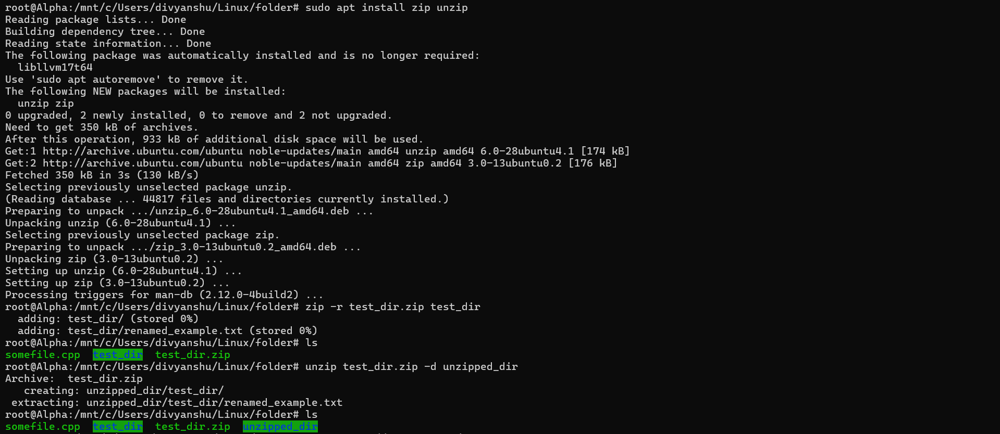 root@Alpha:/mnt/c/Users/divyanshu/Linux/folder# sudo apt install zip unzip
Reading package lists... Done
Building dependency tree... Done
Reading state information... Done
The following package was automatically installed and is no longer required:
  libllvm17t64
Use 'sudo apt autoremove' to remove it.
The following NEW packages will be installed:
  unzip zip
0 upgraded, 2 newly installed, 0 to remove and 2 not upgraded.
Need to get 350 kB of archives.
After this operation, 933 kB of additional disk space will be used.
Get:1 http://archive.ubuntu.com/ubuntu noble-updates/main amd64 unzip amd64 6.0-28ubuntu4.1 [174 kB]
Get:2 http://archive.ubuntu.com/ubuntu noble-updates/main amd64 zip amd64 3.0-13ubuntu0.2 [176 kB]
Fetched 350 kB in 3s (130 kB/s)
Selecting previously unselected package unzip.
(Reading database ... 44817 files and directories currently installed.)
Preparing to unpack .../unzip_6.0-28ubuntu4.1_amd64.deb ...
Unpacking unzip (6.0-28ubuntu4.1) ...
Selecting previously unselected package zip.
Preparing to unpack .../zip_3.0-13ubuntu0.2_amd64.deb ...
Unpacking zip (3.0-13ubuntu0.2) ...
Setting up unzip (6.0-28ubuntu4.1) ...
Setting up zip (3.0-13ubuntu0.2) ...
Processing triggers for man-db (2.12.0-4build2) ...
root@Alpha:/mnt/c/Users/divyanshu/Linux/folder# zip -r test_dir.zip test_dir
  adding: test_dir/ (stored 0%)
  adding: test_dir/renamed_example.txt (stored 0%)
root@Alpha:/mnt/c/Users/divyanshu/Linux/folder# ls
somefile.cpp  test_dir  test_dir.zip
root@Alpha:/mnt/c/Users/divyanshu/Linux/folder# unzip test_dir.zip -d unzipped_dir
Archive:  test_dir.zip
   creating: unzipped_dir/test_dir/
 extracting: unzipped_dir/test_dir/renamed_example.txt
root@Alpha:/mnt/c/Users/divyanshu/Linux/folder# ls
somefile.cpp  test_dir  test_dir.zip  unzipped_dir